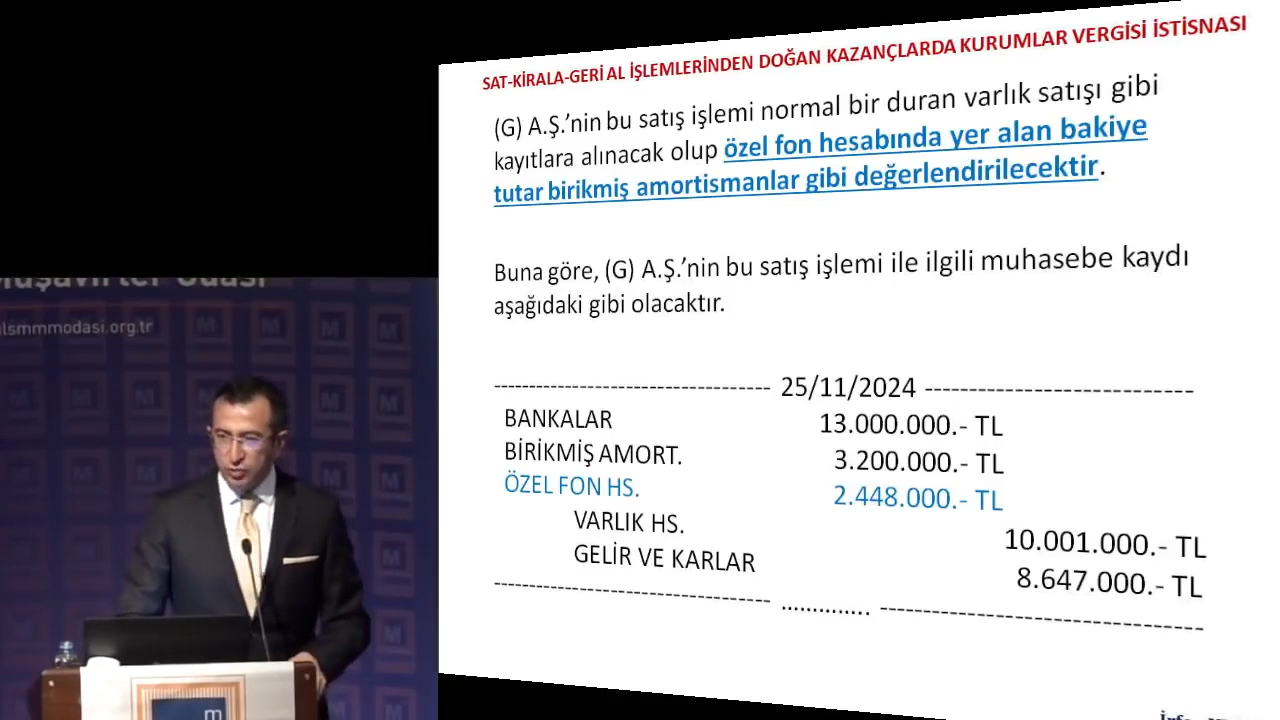 SAT-KİRALA-GERİ AL İŞLEMLERİNDEN DOĞAN KAZANÇLARDA KURUMLAR VERGİSİ İSTİSNASI
(G) A.Ş.'nin bu satış işlemi normal bir duran varlık satışı gibi
kayıtlara alınacak olup özel fon hesabında yer alan bakiye
tutar birikmiş amortismanlar gibi değerlendirilecektir.
Buna göre, (G) A.Ş.'nin bu satış işlemi ile ilgili muhasebe kaydı
aşağıdaki gibi olacaktır.
--------------------------------- 25/11/2024 ---------------------------------
BANKALAR 13.000.000.- TL
BİRİKMİŞ AMORT. 3.200.000.- TL
ÖZEL FON HS. 2.448.000.- TL
VARLIK HS. 10.001.000.- TL
GELİR VE KARLAR 8.647.000.- TL
--------------------------------- .............. ---------------------------------
lsmmmodasi.org.tr